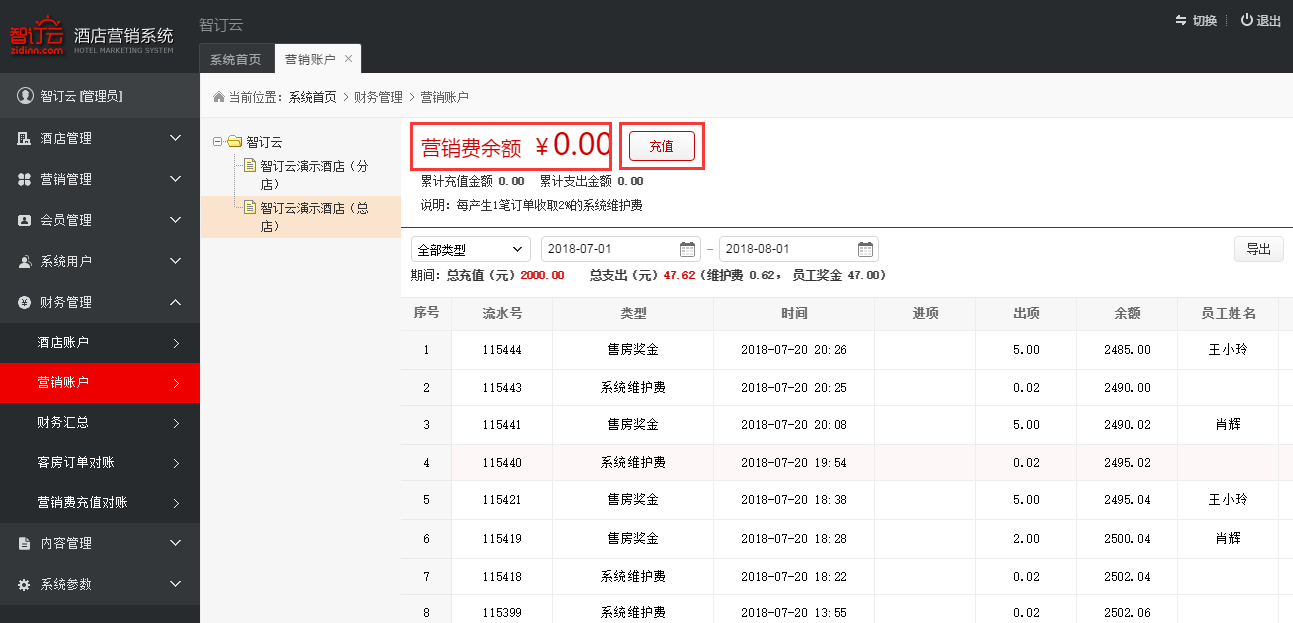 智订云
zidinn.com
酒店营销系统
HOTEL MARKETING SYSTEM
智订云
切换
退出
系统首页
营销账户 ×
智订云 [管理员]
酒店管理
营销管理
会员管理
系统用户
财务管理
酒店账户
营销账户
财务汇总
客房订单对账
营销费充值对账
内容管理
系统参数
当前位置: 系统首页 > 财务管理 > 营销账户
智订云
智订云演示酒店（分
店）
智订云演示酒店（总
店）
营销费余额 ¥0.00
充值
累计充值金额 0.00 累计支出金额 0.00
说明: 每产生1笔订单收取2%的系统维护费
全部类型 2018-07-01 – 2018-08-01 导出
期间: 总充值（元）2000.00 总支出（元）47.62（维护费 0.62， 员工奖金 47.00）
序号 流水号 类型 时间 进项 出项 余额 员工姓名
1 115444 售房奖金 2018-07-20 20:26 5.00 2485.00 王小玲
2 115443 系统维护费 2018-07-20 20:25 0.02 2490.00
3 115441 售房奖金 2018-07-20 20:08 5.00 2490.02 肖辉
4 115440 系统维护费 2018-07-20 19:54 0.02 2495.02
5 115421 售房奖金 2018-07-20 18:38 5.00 2495.04 王小玲
6 115419 售房奖金 2018-07-20 18:28 2.00 2500.04 肖辉
7 115418 系统维护费 2018-07-20 18:22 0.02 2502.04
8 115399 系统维护费 2018-07-20 13:55 0.02 2502.06